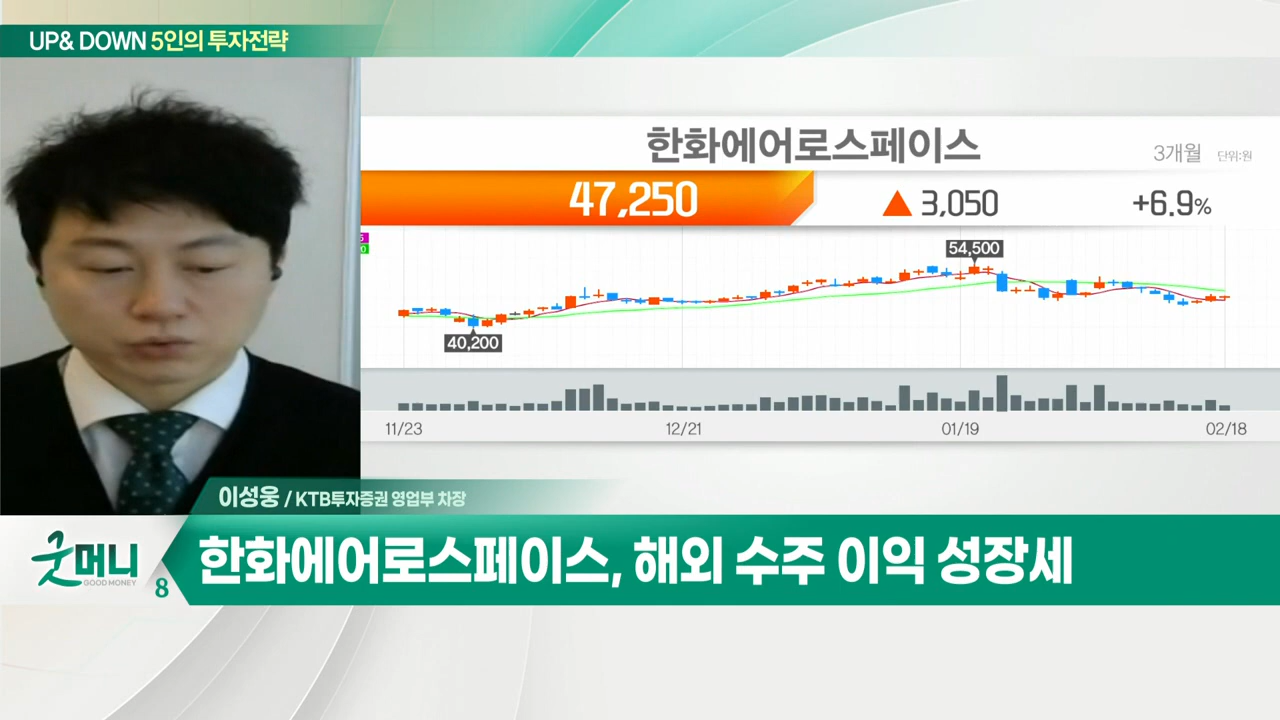 UP& DOWN 5인의 투자전략
한화에어로스페이스
3개월 단위:원
47,250 ▲ 3,050 +6.9%
54,500
40,200
11/23 12/21 01/19 02/18
이성웅 / KTB투자증권 영업부 차장
굿머니
GOOD MONEY
8
한화에어로스페이스, 해외 수주 이익 성장세